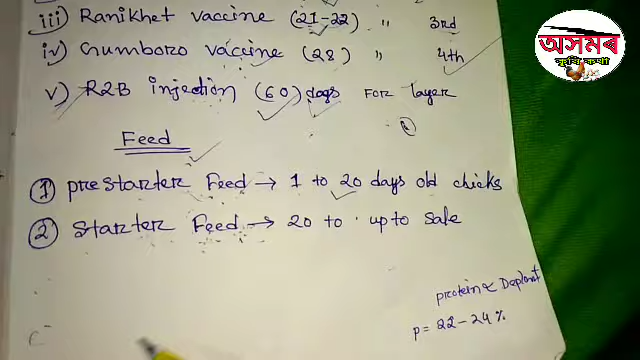 iii) Ranikhet vaccine (21-22) " 3rd
iv) Gumboro vaccine (28) " 4th
v) R2B injection (60) days FOR layer
Feed
① Prestarter Feed → 1 to 20 days old chicks
② Starter Feed → 20 to up to sale
protein
P = 22-24%
অসমৰ
কৃষি কথা